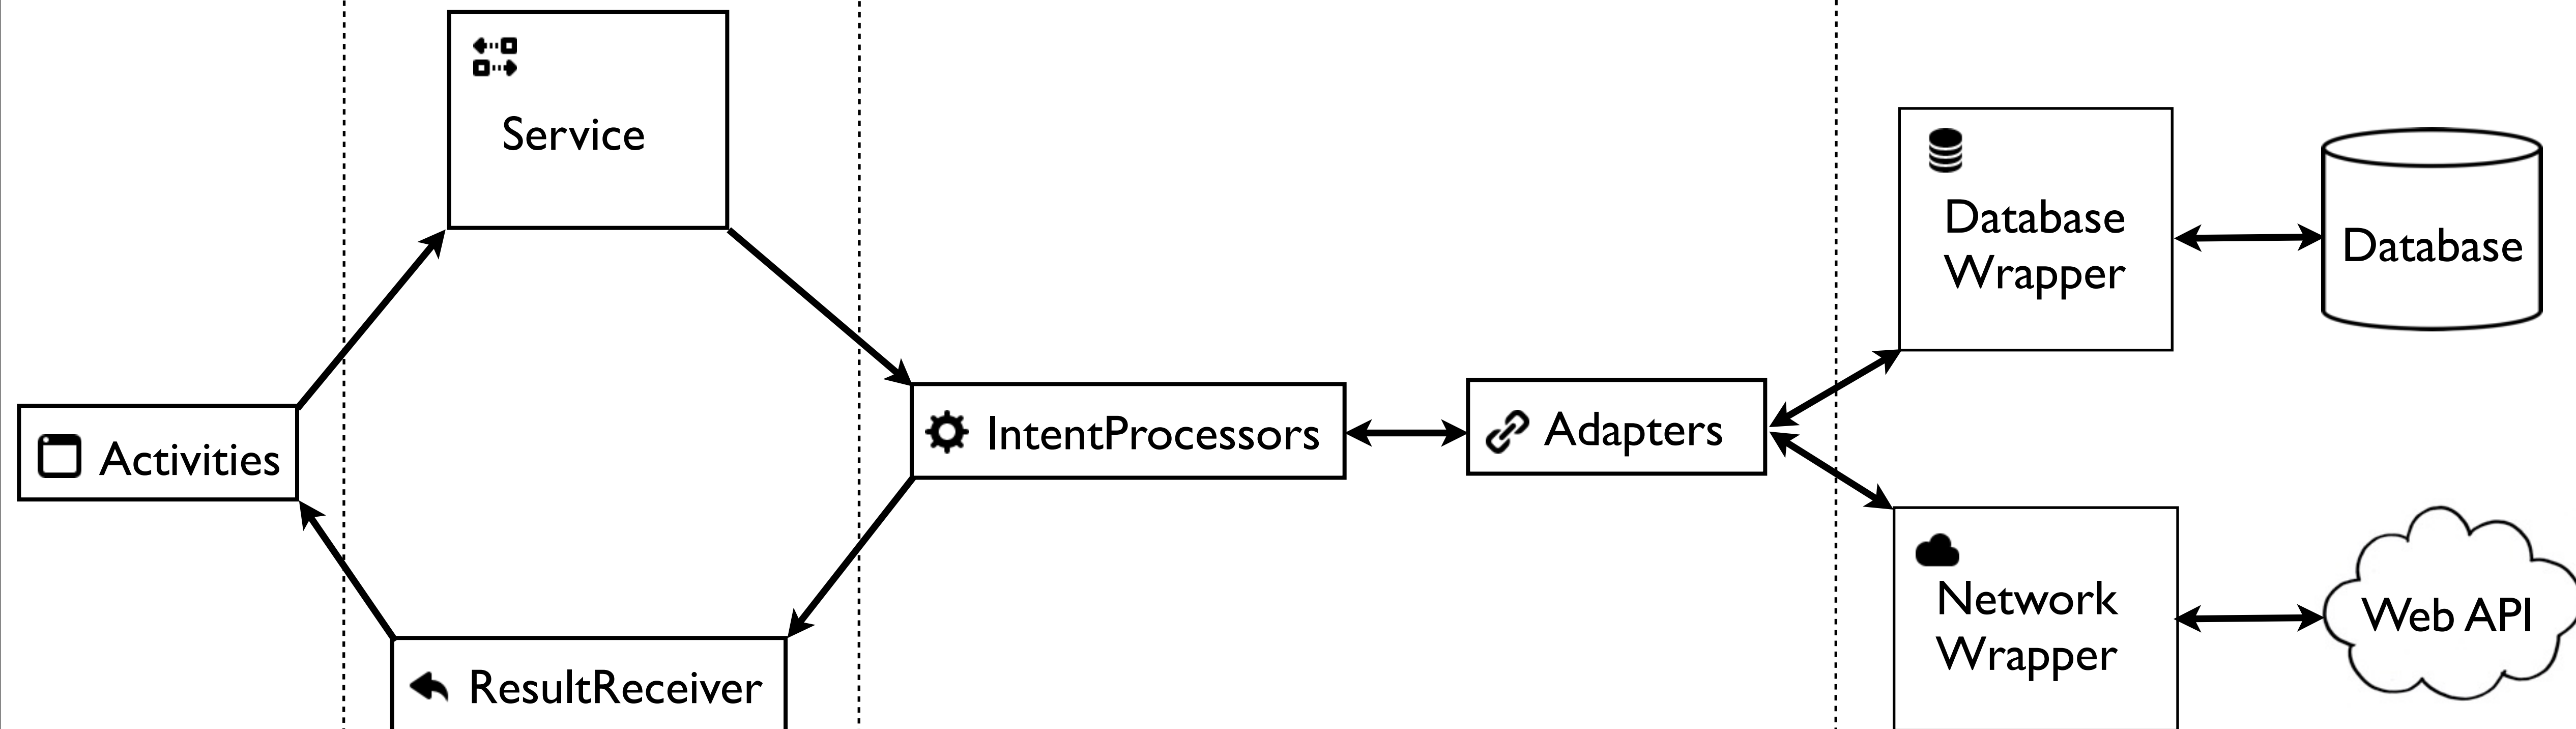 Service
Activities
ResultReceiver
IntentProcessors
Adapters
Database
Wrapper
Database
Network
Wrapper
Web API